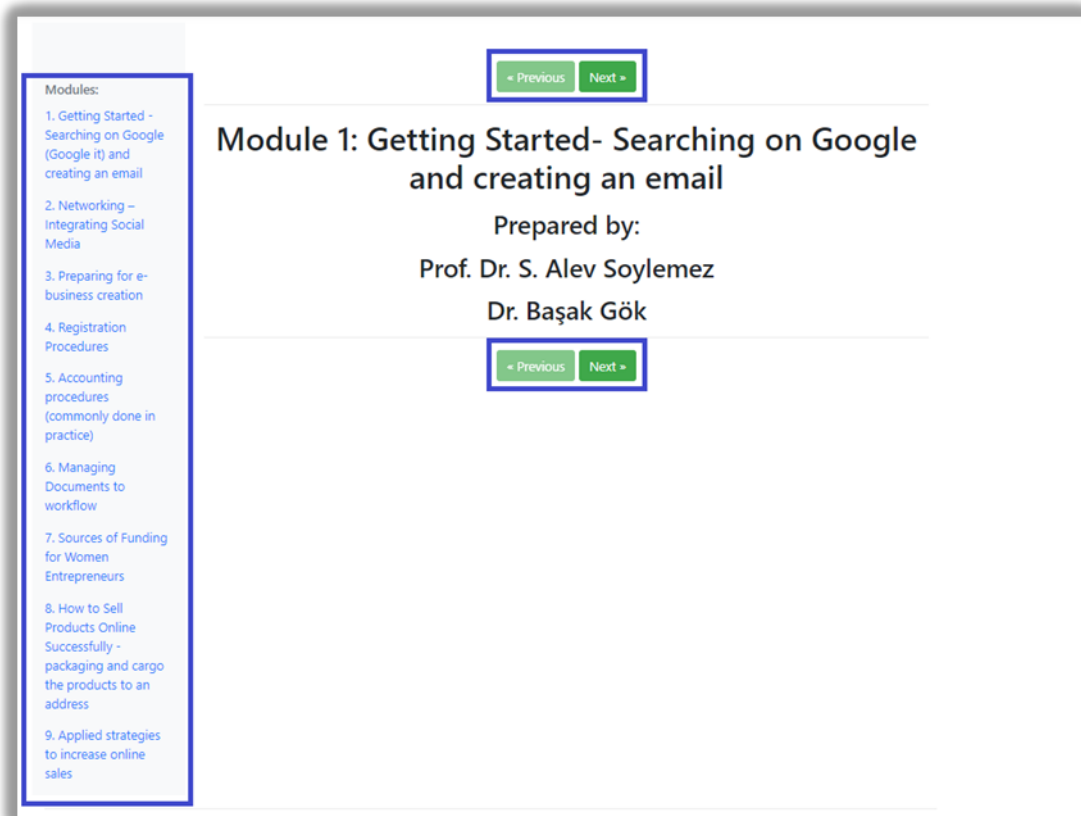 Modules:
1. Getting Started -
Searching on Google
(Google it) and
creating an email
2. Networking –
Integrating Social
Media
3. Preparing for e-
business creation
4. Registration
Procedures
5. Accounting
procedures
(commonly done in
practice)
6. Managing
Documents to
workflow
7. Sources of Funding
for Women
Entrepreneurs
8. How to Sell
Products Online
Successfully -
packaging and cargo
the products to an
address
9. Applied strategies
to increase online
sales
« Previous Next »
Module 1: Getting Started- Searching on Google
and creating an email
Prepared by:
Prof. Dr. S. Alev Soylemez
Dr. Başak Gök
« Previous Next »